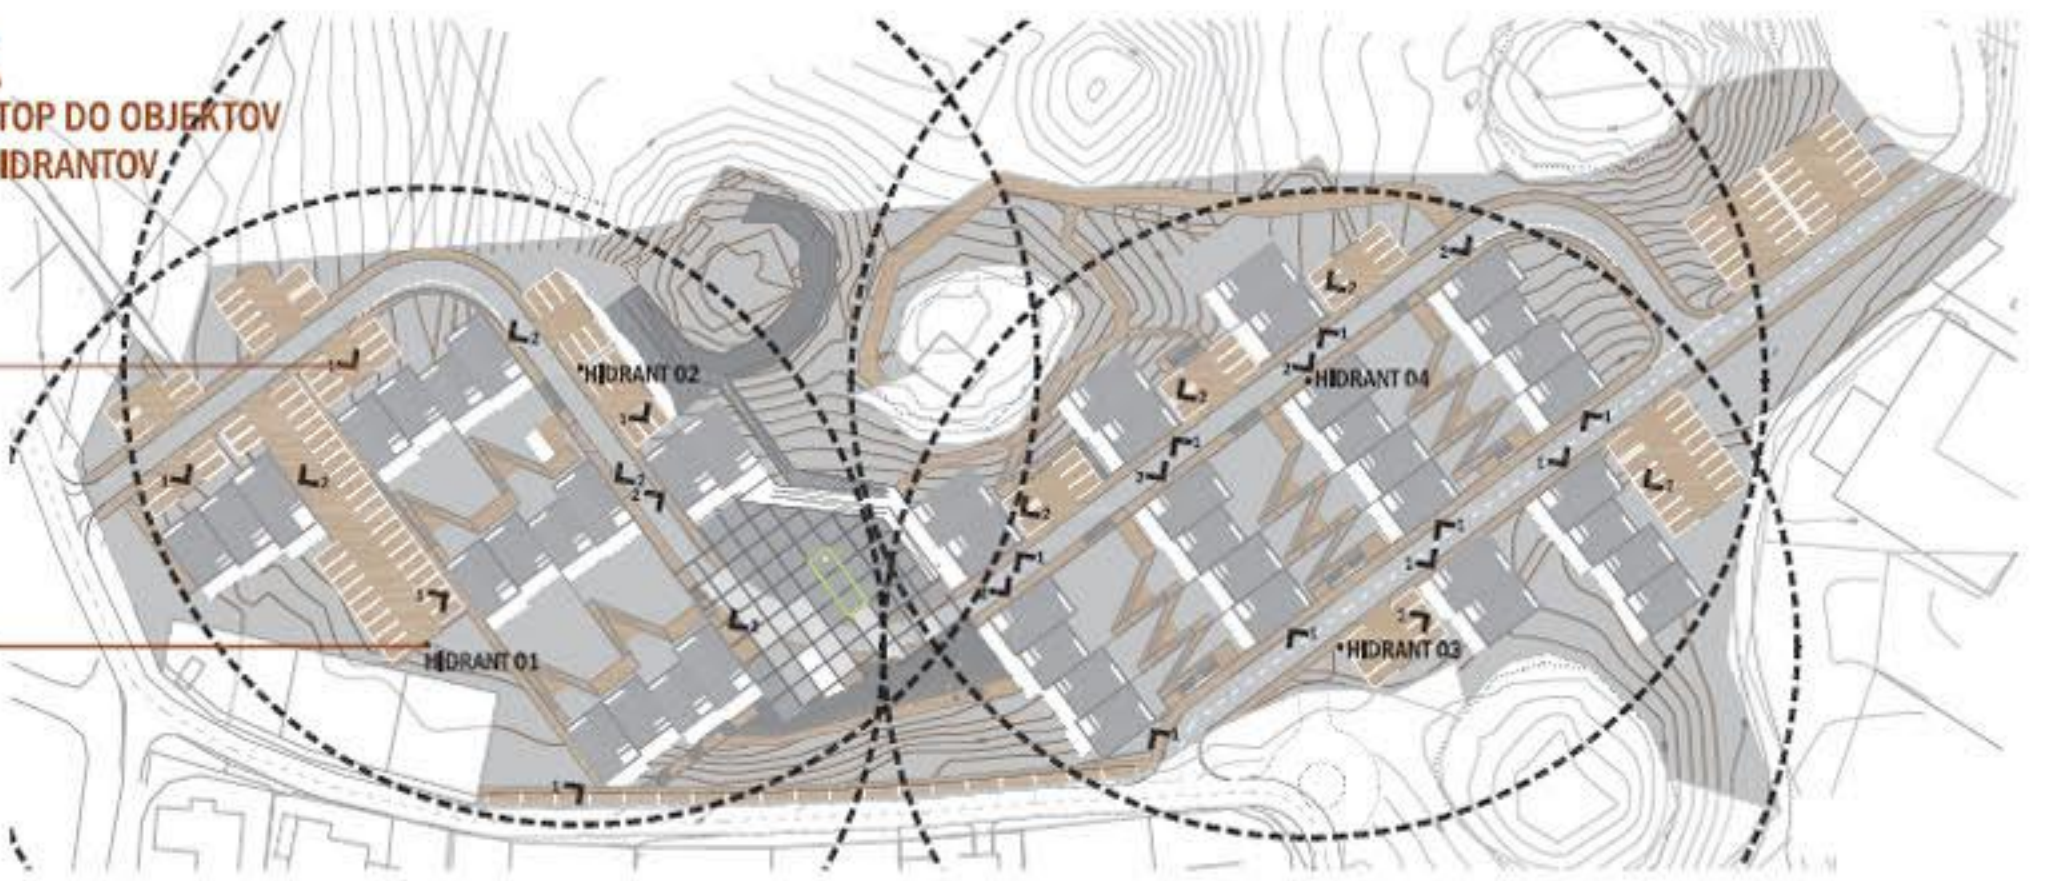 TOP DO OBJEKTOV
IDRANTOV
HIDRANT 02
HIDRANT 04
HIDRANT 03
HIDRANT 01